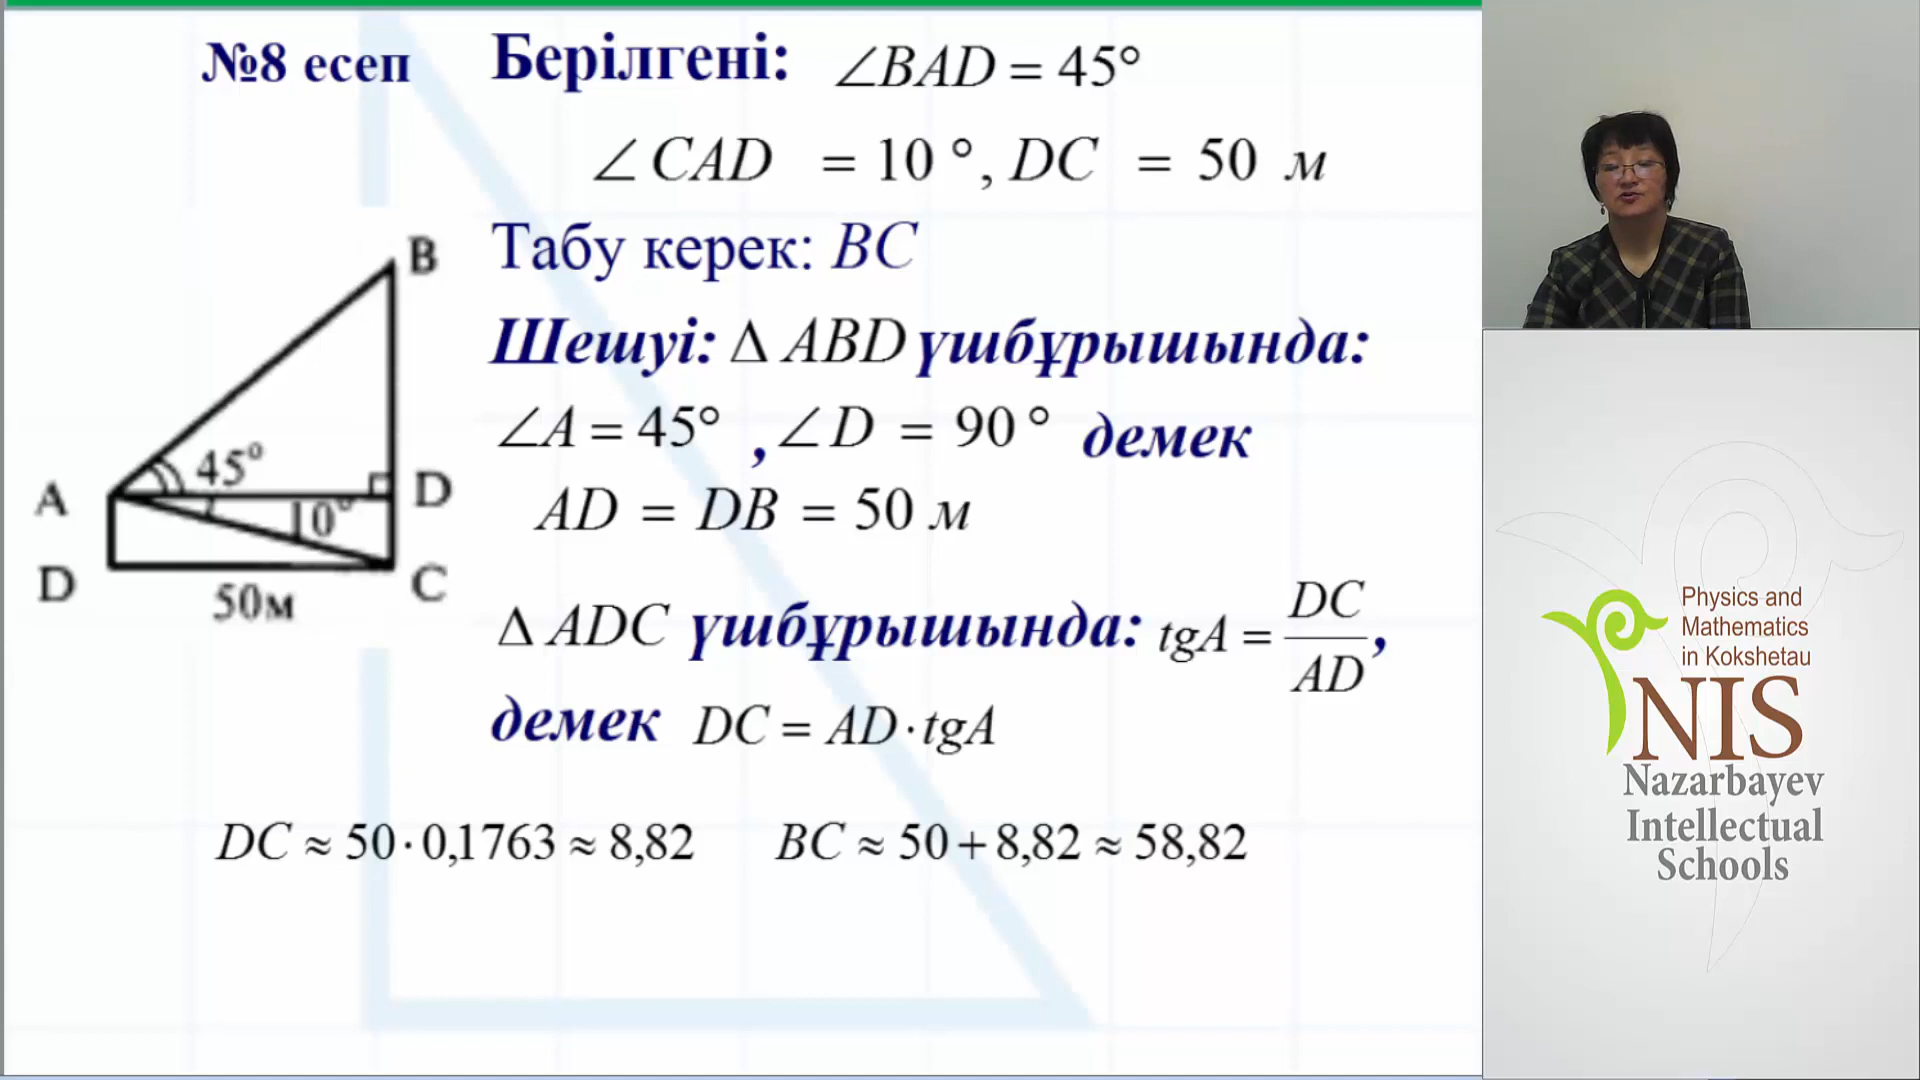 №8 есеп
Берілгені: ∠BAD = 45°
∠CAD = 10°, DC = 50 м
Табу керек: BC
Шешуі: Δ ABD үшбұрышында:
∠A = 45° , ∠D = 90° демек
AD = DB = 50 м
Δ ADC үшбұрышында: tgA = DC/AD,
демек DC = AD·tgA
DC ≈ 50·0,1763 ≈ 8,82 BC ≈ 50+8,82 ≈ 58,82
B
45°
A
D
10°
D
C
50м
Physics and
Mathematics
in Kokshetau
NIS
Nazarbayev
Intellectual
Schools